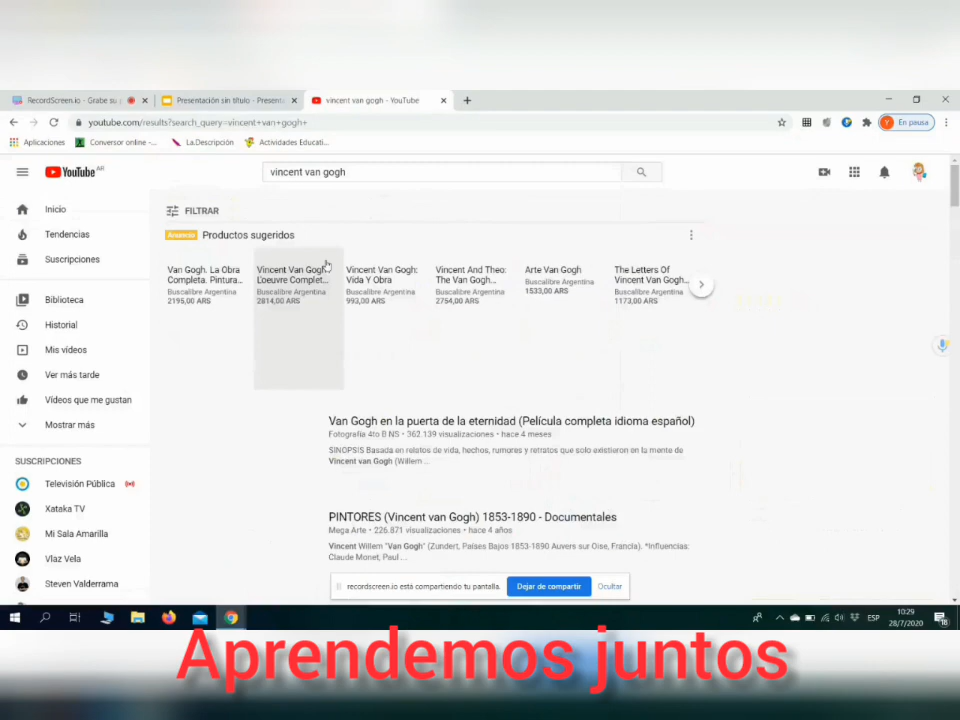 RecordScreen.io - Grabe su
Presentación sin título - Present
vincent van gogh - YouTube
youtube.com/results?search_query=vincent+van+gogh+
En pausa
Aplicaciones
Conversor online -...
La.Descripción
Actividades Educati...
YouTube AR
vincent van gogh
Inicio
Tendencias
Suscripciones
Biblioteca
Historial
Mis vídeos
Ver más tarde
Vídeos que me gustan
Mostrar más
SUSCRIPCIONES
Televisión Pública
Xataka TV
Mi Sala Amarilla
Vlaz Vela
Steven Valderrama
FILTRAR
Anuncio Productos sugeridos
Van Gogh. La Obra
Completa. Pintura...
Buscalibre Argentina
2195,00 ARS
Vincent Van Gogh
Loeuvre Complet...
Buscalibre Argentina
2814,00 ARS
Vincent Van Gogh:
Vida Y Obra
Buscalibre Argentina
993,00 ARS
Vincent And Theo:
The Van Gogh...
Buscalibre Argentina
2754,00 ARS
Arte Van Gogh
Buscalibre Argentina
1533,00 ARS
The Letters Of
Vincent Van Gogh...
Buscalibre Argentina
1173,00 ARS
Van Gogh en la puerta de la eternidad (Película completa idioma español)
Fotografía 4to B NS • 362.139 visualizaciones • hace 4 meses
SINOPSIS Basada en relatos de vida, hechos, rumores y retratos que solo existieron en la mente de
Vincent van Gogh (Willem ...
PINTORES (Vincent van Gogh) 1853-1890 - Documentales
Mega Arte • 226.871 visualizaciones • hace 4 años
Vincent Willem "Van Gogh" (Zundert, Países Bajos 1853-1890 Auvers sur Oise, Francia). *Influencias:
Claude Monet, Paul ...
recordscreen.io está compartiendo tu pantalla.
Dejar de compartir
Ocultar
ESP
10:29
28/7/2020
Aprendemos juntos